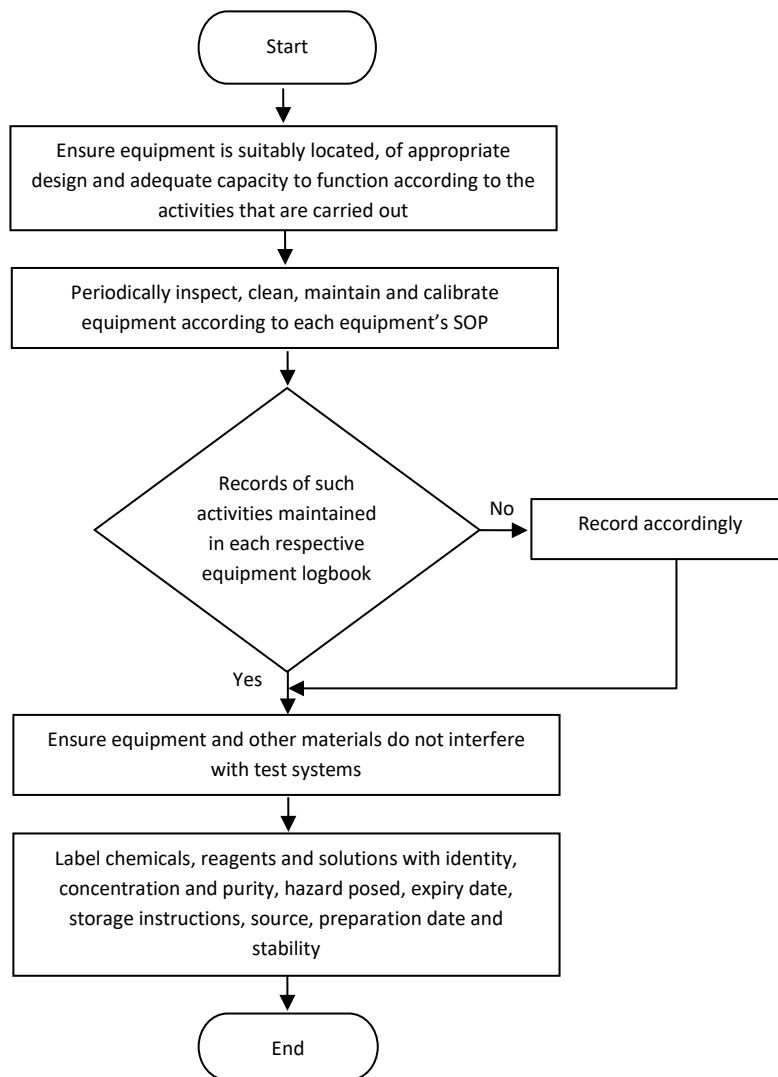 Start
Ensure equipment is suitably located, of appropriate
design and adequate capacity to function according to the
activities that are carried out
Periodically inspect, clean, maintain and calibrate
equipment according to each equipment’s SOP
Records of such
activities maintained
in each respective
equipment logbook
No
Record accordingly
Yes
Ensure equipment and other materials do not interfere
with test systems
Label chemicals, reagents and solutions with identity,
concentration and purity, hazard posed, expiry date,
storage instructions, source, preparation date and
stability
End